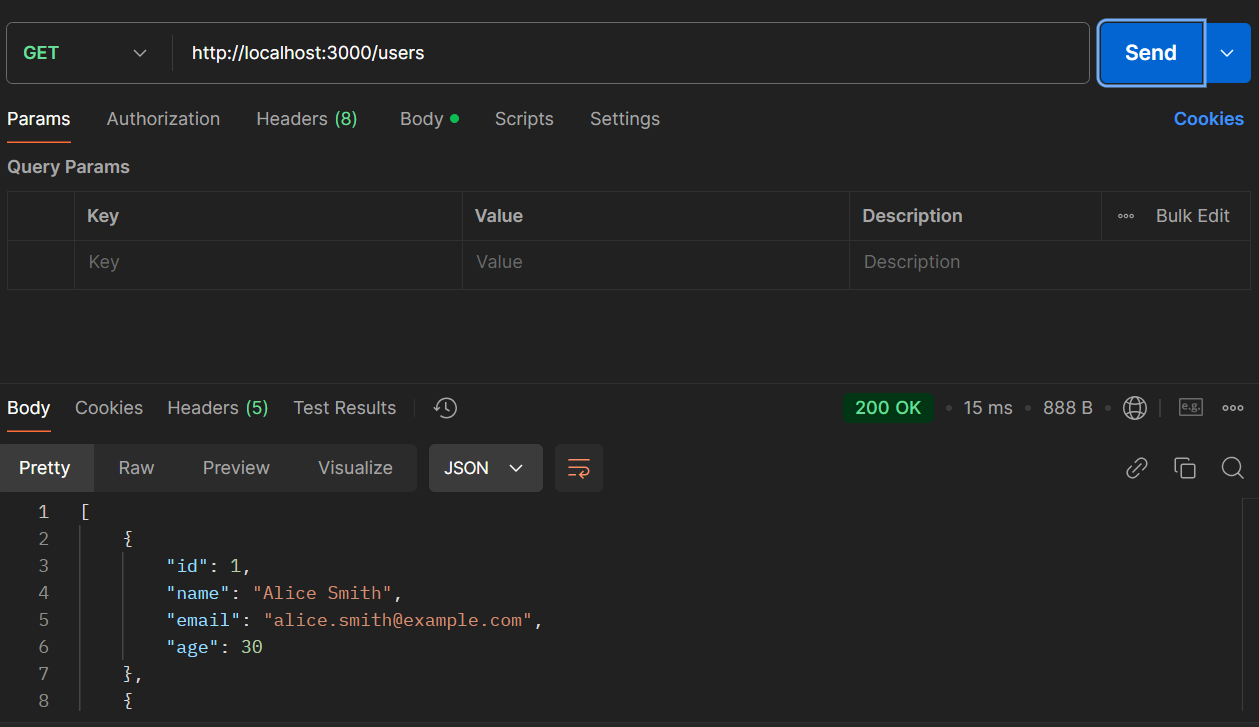 GET http://localhost:3000/users Send
Params Authorization Headers (8) Body Scripts Settings Cookies
Query Params
Key Value Description Bulk Edit
Key Value Description
Body Cookies Headers (5) Test Results 200 OK 15 ms 888 B e.g.
Pretty Raw Preview Visualize JSON
1 [
2 {
3 "id": 1,
4 "name": "Alice Smith",
5 "email": "alice.smith@example.com",
6 "age": 30
7 },
8 {